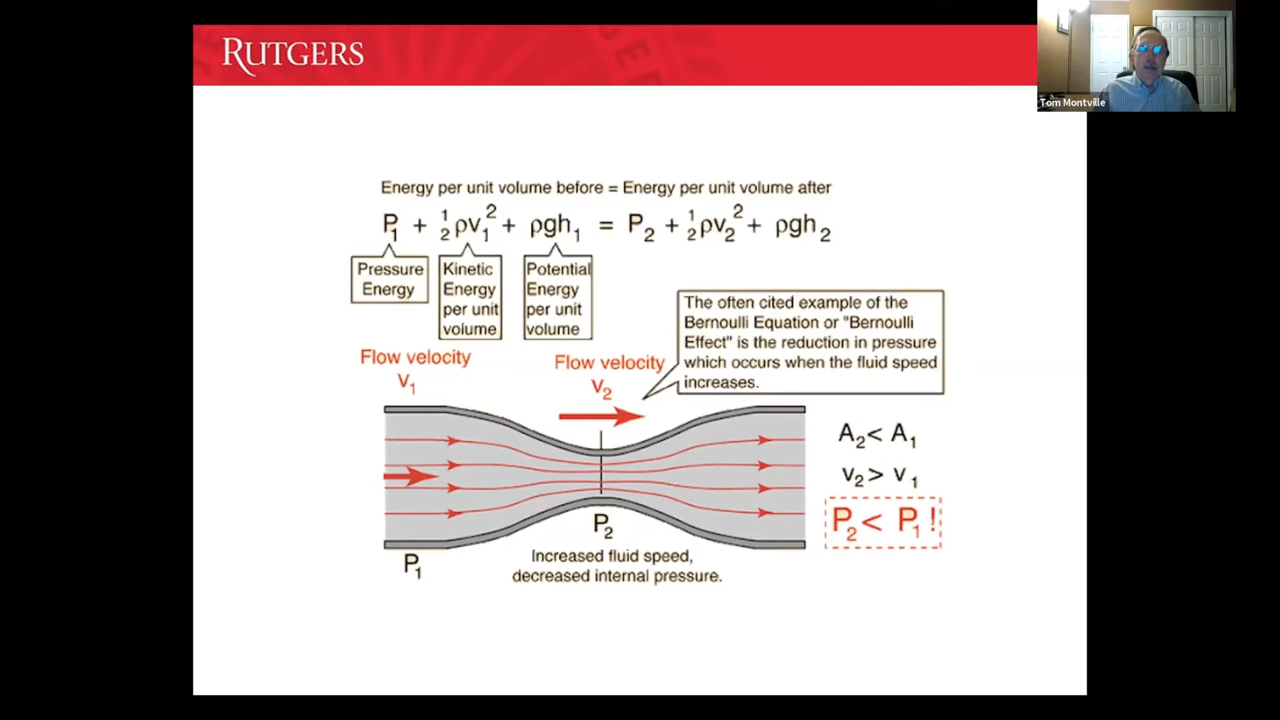 RUTGERS
Tom Montville
Energy per unit volume before = Energy per unit volume after
P₁ + ½ρv₁² + ρgh₁ = P₂ + ½ρv₂² + ρgh₂
Pressure
Energy
Kinetic
Energy
per unit
volume
Potential
Energy
per unit
volume
The often cited example of the
Bernoulli Equation or "Bernoulli
Effect" is the reduction in pressure
which occurs when the fluid speed
increases.
Flow velocity
v₁
Flow velocity
v₂
A₂ < A₁
v₂ > v₁
P₂ < P₁ !
P₂
P₁
Increased fluid speed,
decreased internal pressure.